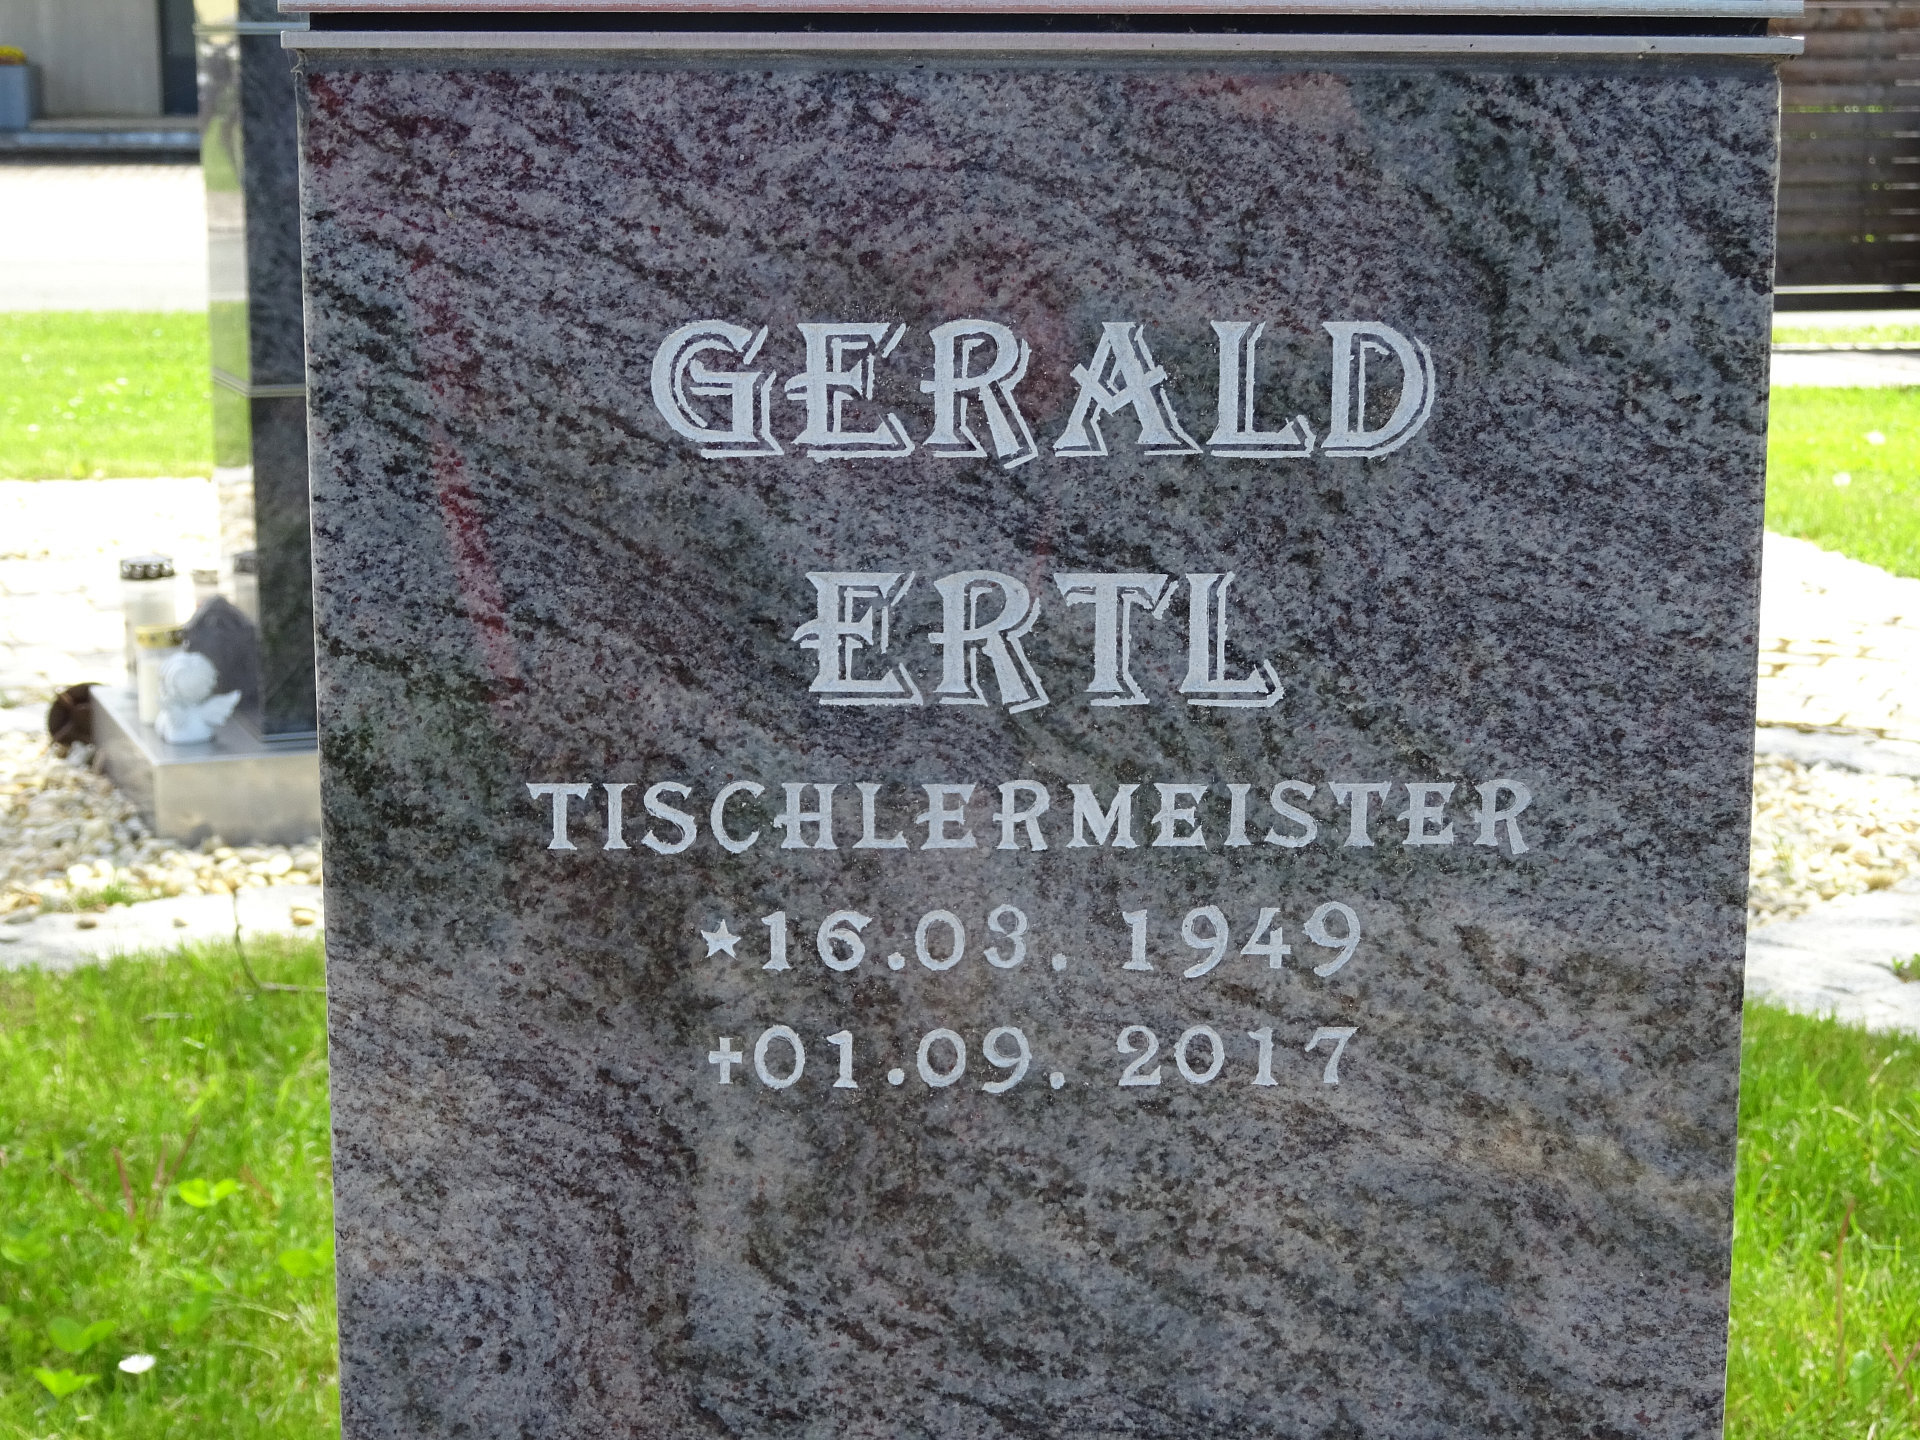 GERALD
ERTL
TISCHLERMEISTER
★16.03. 1949
✝01.09. 2017